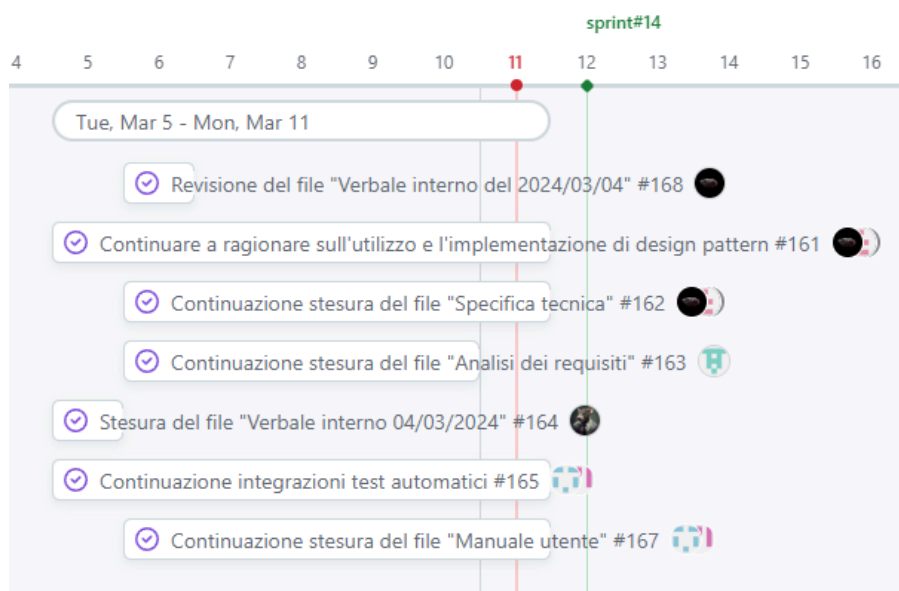 sprint#14
4 5 6 7 8 9 10 11 12 13 14 15 16
Tue, Mar 5 - Mon, Mar 11
Revisione del file "Verbale interno del 2024/03/04" #168
Continuare a ragionare sull'utilizzo e l'implementazione di design pattern #161
Continuazione stesura del file "Specifica tecnica" #162
Continuazione stesura del file "Analisi dei requisiti" #163
Stesura del file "Verbale interno 04/03/2024" #164
Continuazione integrazioni test automatici #165
Continuazione stesura del file "Manuale utente" #167